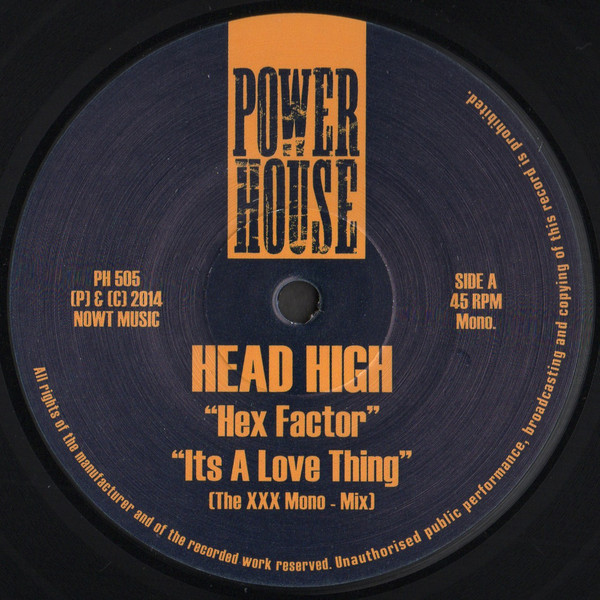 POWER
HOUSE
PH 505
(P) & (C) 2014
NOWT MUSIC
SIDE A
45 RPM
Mono.
HEAD HIGH
“Hex Factor”
“Its A Love Thing”
(The XXX Mono - Mix)
All rights of the manufacturer and of the recorded work reserved. Unauthorised public performance, broadcasting and copying of this record is prohibited.